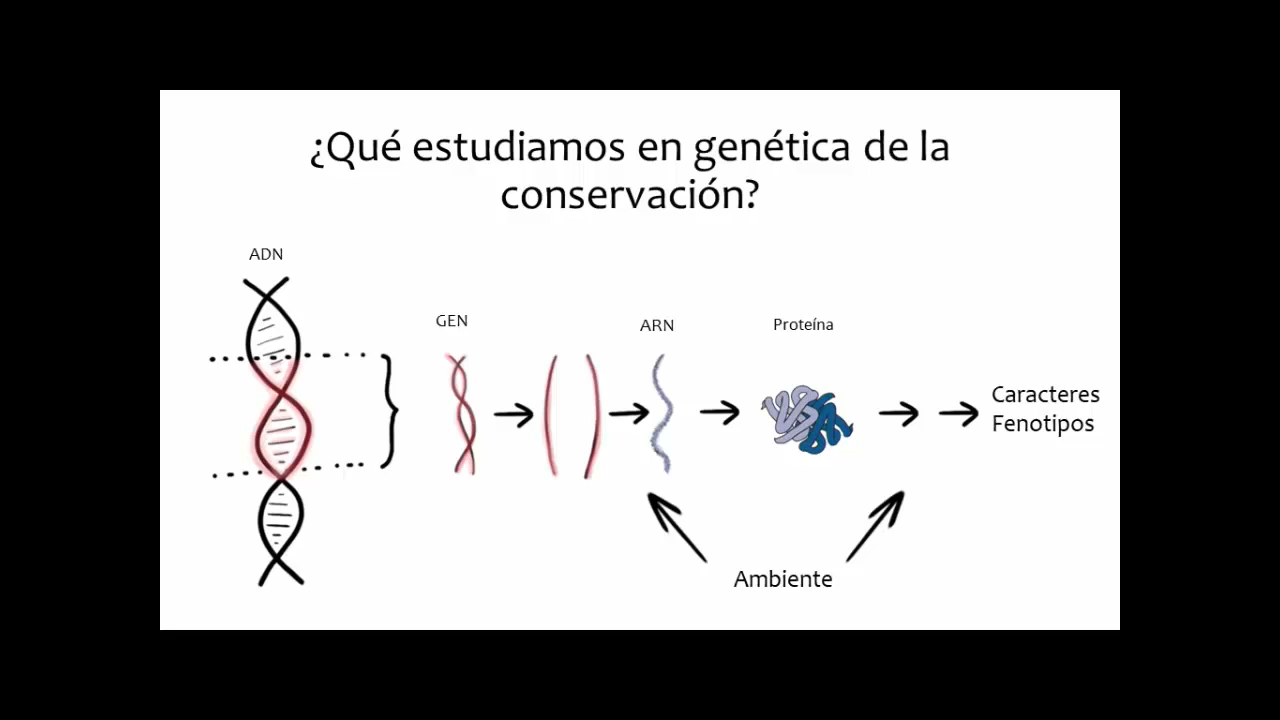 ¿Qué estudiamos en genética de la
conservación?
ADN
GEN
ARN
Proteína
Caracteres
Fenotipos
Ambiente